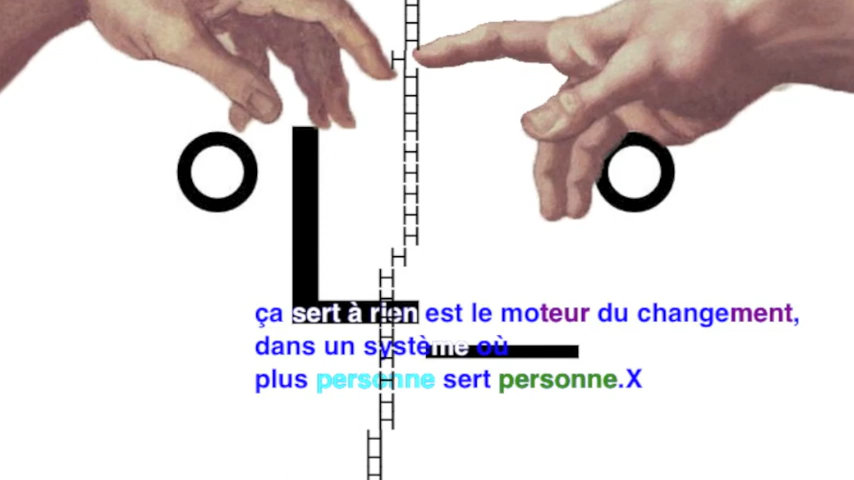 ça sert à rien est le moteur du changement,
dans un système où
plus personne sert personne.X